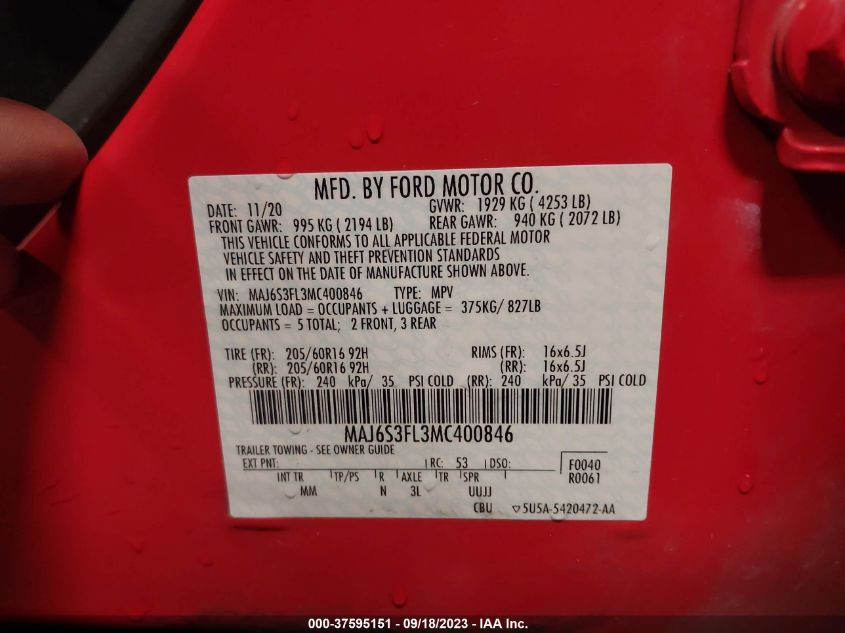 MFD. BY FORD MOTOR CO.
DATE: 11/20 GVWR: 1929 KG ( 4253 LB)
FRONT GAWR: 995 KG ( 2194 LB) REAR GAWR: 940 KG ( 2072 LB)
THIS VEHICLE CONFORMS TO ALL APPLICABLE FEDERAL MOTOR
VEHICLE SAFETY AND THEFT PREVENTION STANDARDS
IN EFFECT ON THE DATE OF MANUFACTURE SHOWN ABOVE.
VIN: MAJ6S3FL3MC400846 TYPE: MPV
MAXIMUM LOAD = OCCUPANTS + LUGGAGE = 375KG/ 827LB
OCCUPANTS = 5 TOTAL; 2 FRONT, 3 REAR
TIRE (FR): 205/60R16 92H RIMS (FR): 16x6.5J
(RR): 205/60R16 92H (RR): 16x6.5J
PRESSURE (FR): 240 kPa/ 35 PSI COLD (RR): 240 kPa/ 35 PSI COLD
MAJ6S3FL3MC400846
TRAILER TOWING - SEE OWNER GUIDE
EXT PNT: RC: 53 DSO: F0040
INT TR TP/PS R AXLE TR SPR R0061
MM N 3L UUJJ
CBU ▽5U5A-5420472-AA
000-37595151 - 09/18/2023 - IAA Inc.